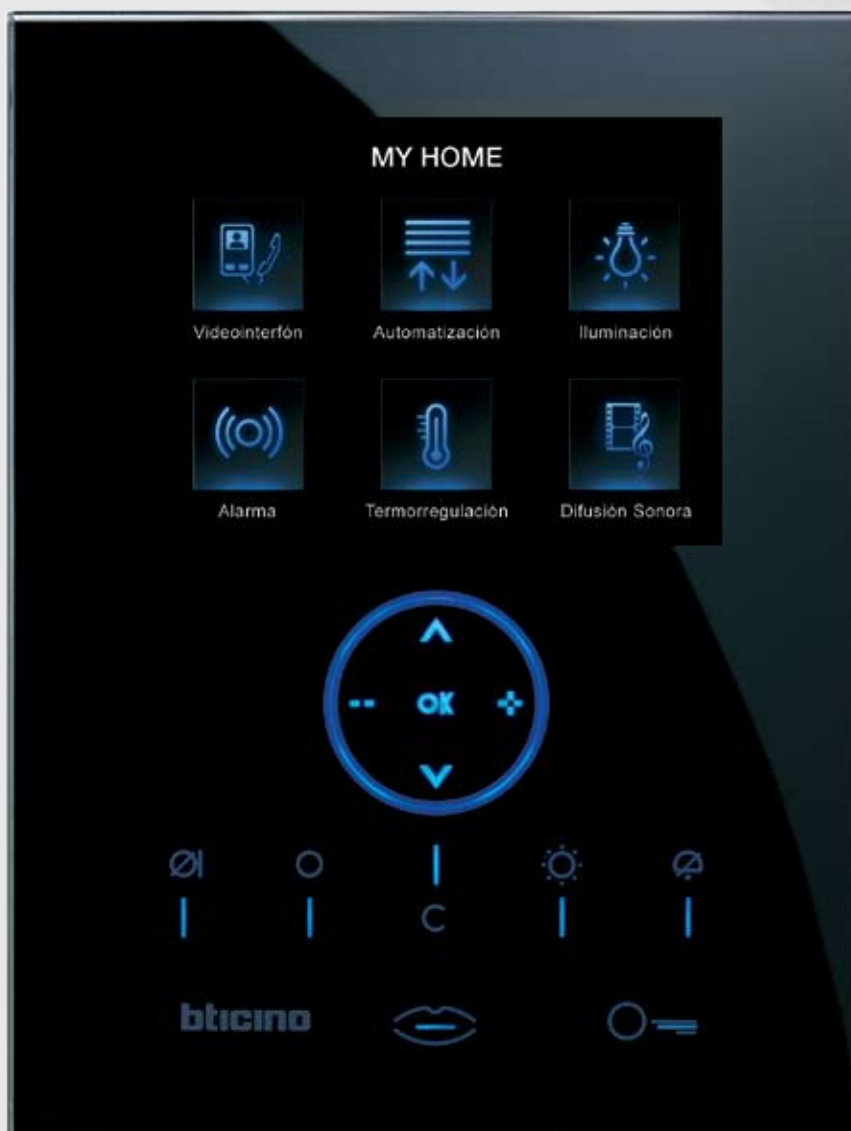 MY HOME
Videointerfón Automatización Iluminación
Alarma Termorregulación Difusión Sonora
OK
C
bticino